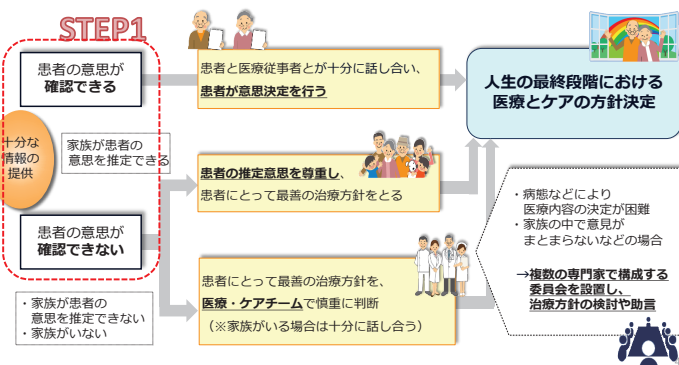 STEP1
患者の意思が
確認できる
十分な
情報の
提供
家族が患者の
意思を推定できる
患者の意思が
確認できない
・家族が患者の
意思を推定できない
・家族がいない
患者と医療従事者とが十分に話し合い、
患者が意思決定を行う
患者の推定意思を尊重し、
患者にとって最善の治療方針をとる
患者にとって最善の治療方針を、
医療・ケアチームで慎重に判断
（※家族がいる場合は十分に話し合う）
人生の最終段階における
医療とケアの方針決定
・病態などにより
医療内容の決定が困難
・家族の中で意見が
まとまらないなどの場合
→複数の専門家で構成する
委員会を設置し、
治療方針の検討や助言